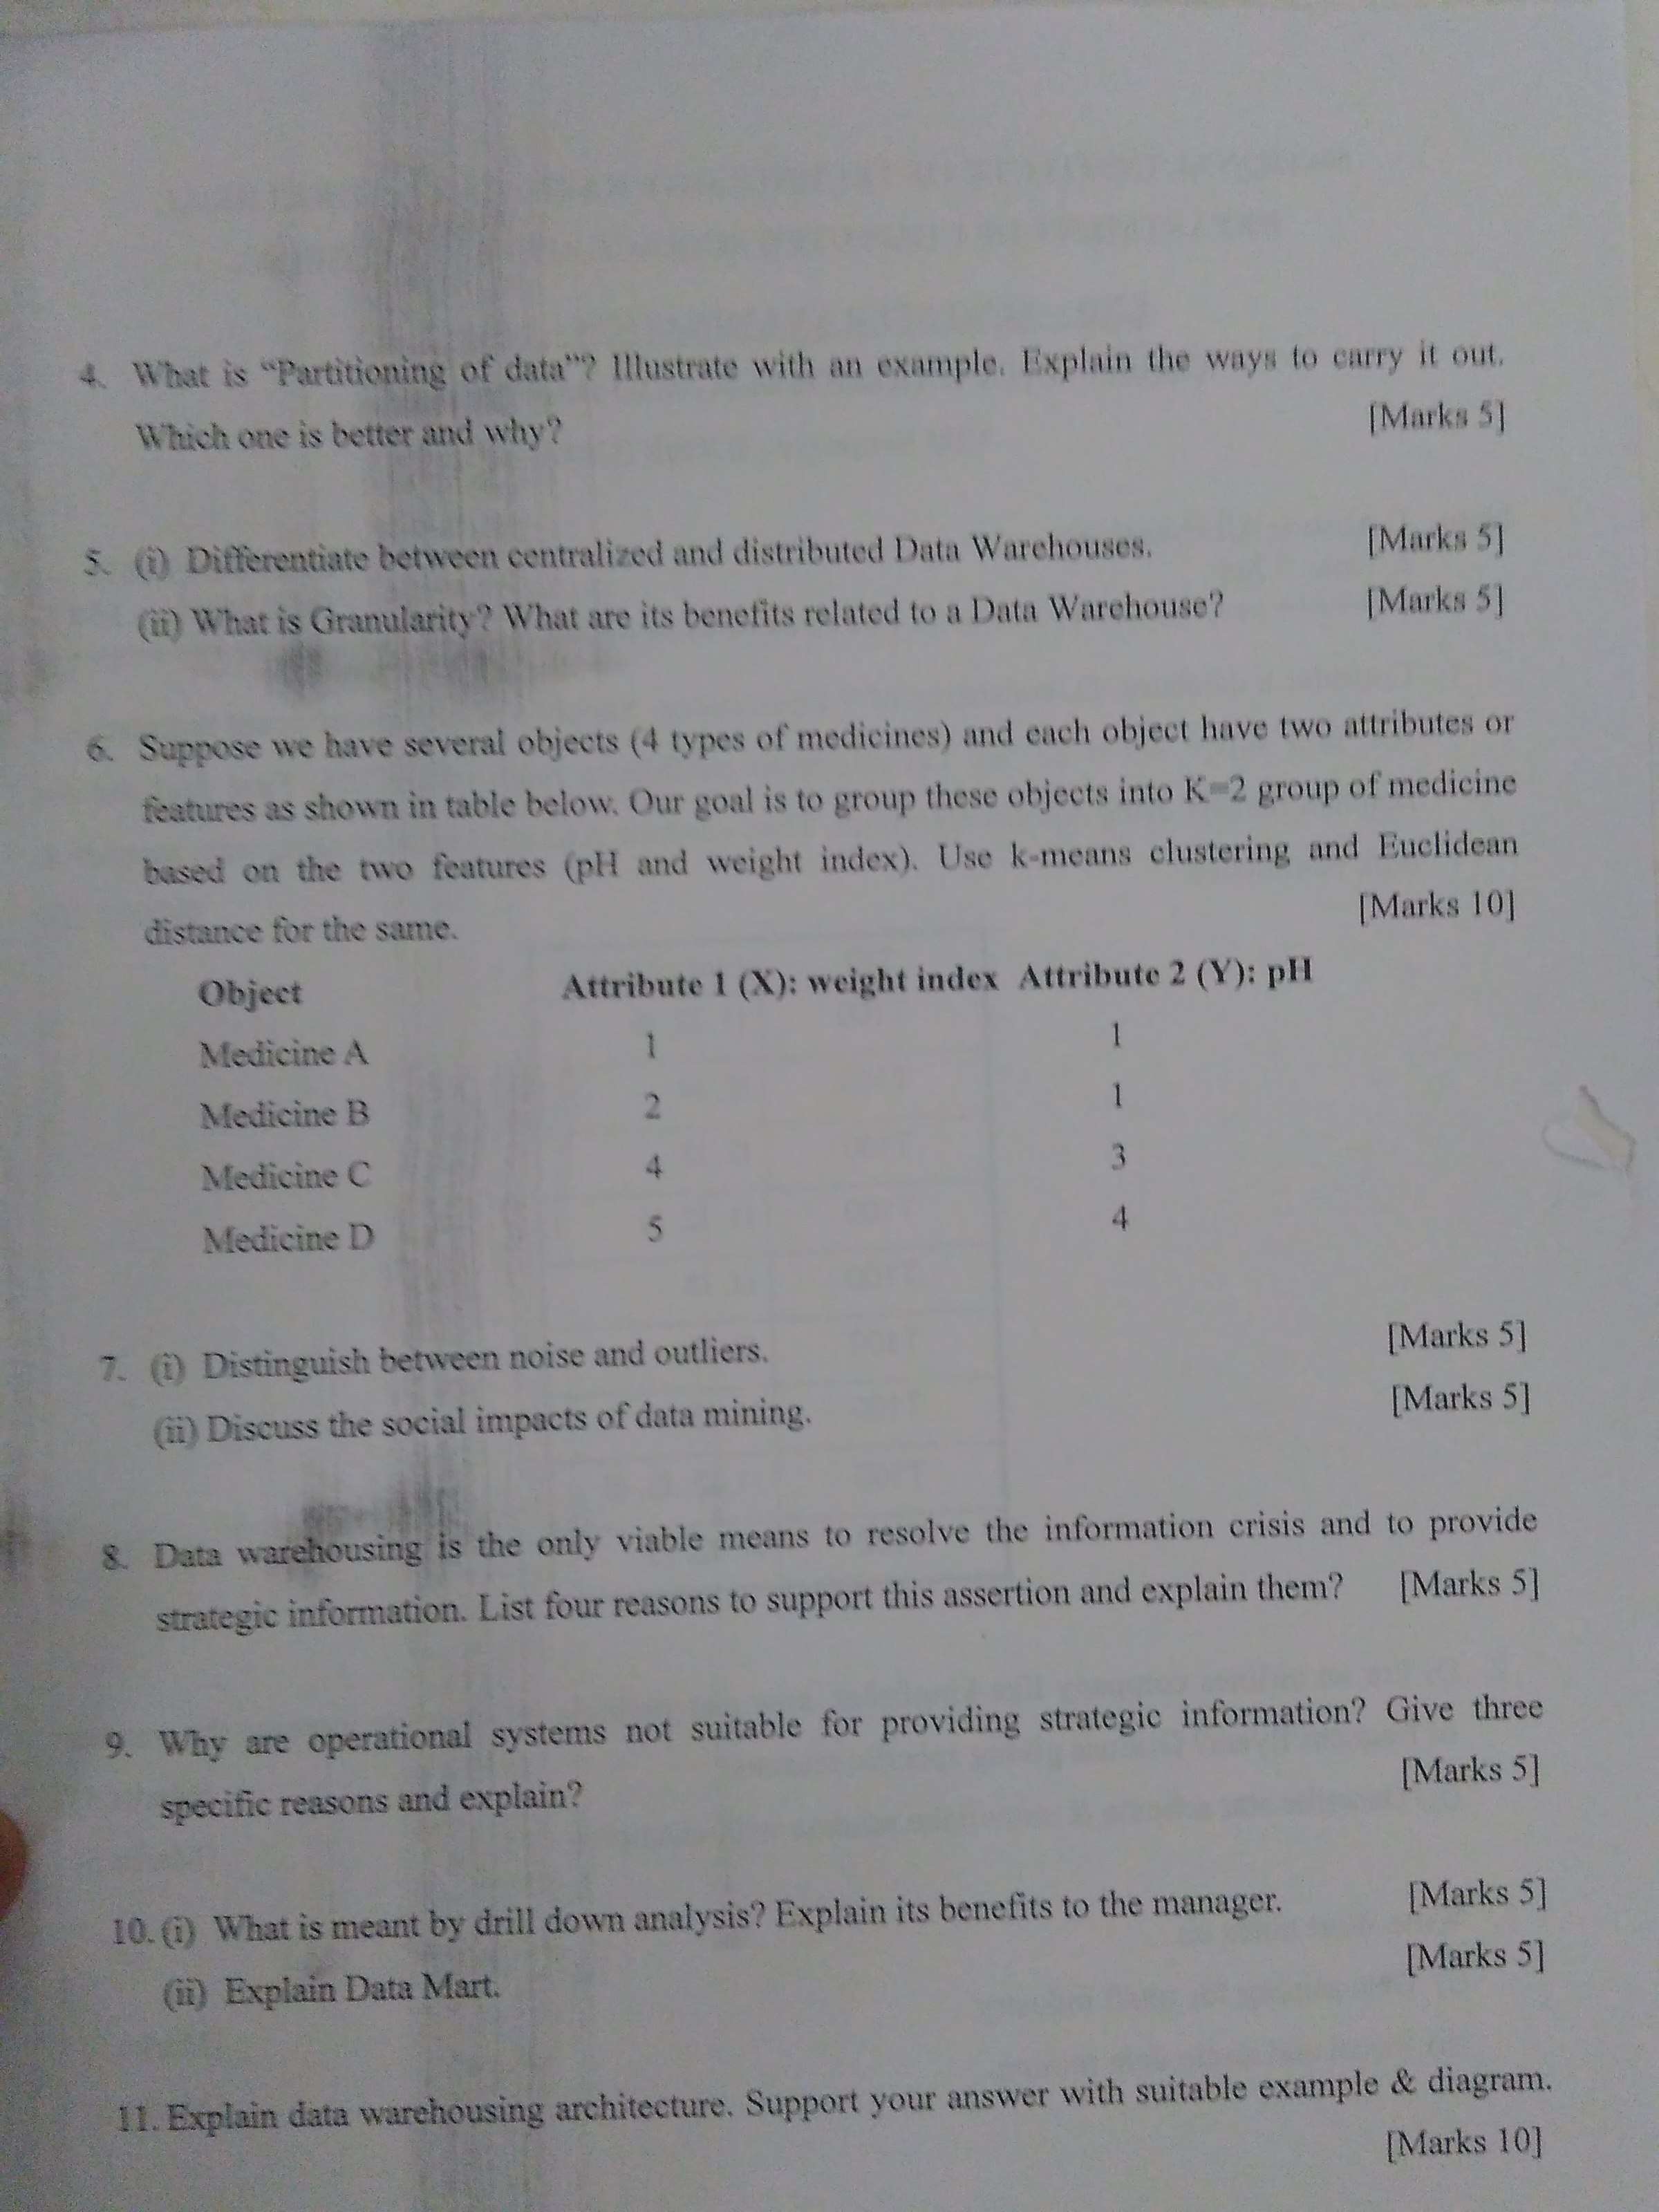 4. What is “Partitioning of data”? Illustrate with an example. Explain the ways to carry it out.
Which one is better and why? [Marks 5]
5. (i) Differentiate between centralized and distributed Data Warehouses. [Marks 5]
(ii) What is Granularity? What are its benefits related to a Data Warehouse? [Marks 5]
6. Suppose we have several objects (4 types of medicines) and each object have two attributes or
features as shown in table below. Our goal is to group these objects into K=2 group of medicine
based on the two features (pH and weight index). Use k-means clustering and Euclidean
distance for the same. [Marks 10]
Object Attribute 1 (X): weight index Attribute 2 (Y): pH
Medicine A 1 1
Medicine B 2 1
Medicine C 4 3
Medicine D 5 4
7. (i) Distinguish between noise and outliers. [Marks 5]
(ii) Discuss the social impacts of data mining. [Marks 5]
8. Data warehousing is the only viable means to resolve the information crisis and to provide
strategic information. List four reasons to support this assertion and explain them? [Marks 5]
9. Why are operational systems not suitable for providing strategic information? Give three
specific reasons and explain? [Marks 5]
10. (i) What is meant by drill down analysis? Explain its benefits to the manager. [Marks 5]
(ii) Explain Data Mart. [Marks 5]
11. Explain data warehousing architecture. Support your answer with suitable example & diagram.
[Marks 10]